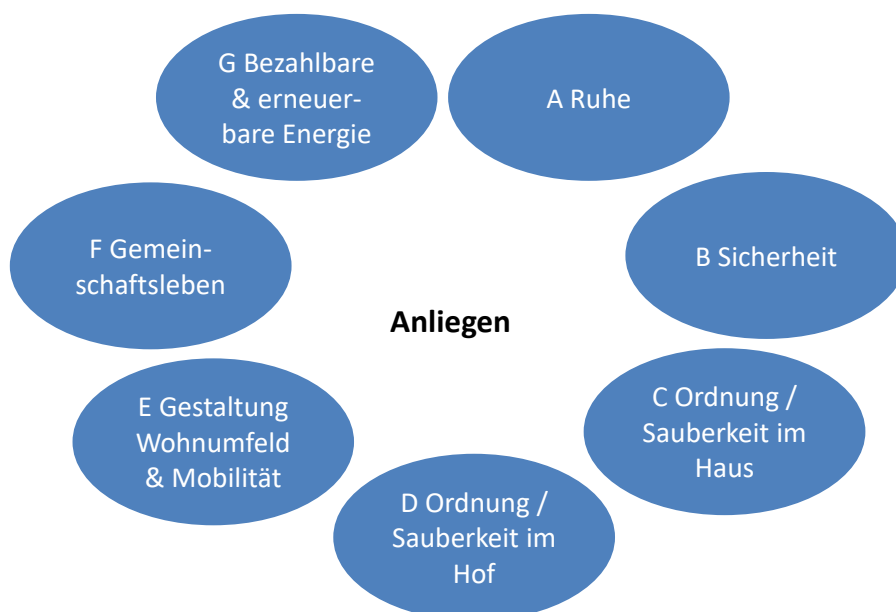 G Bezahlbare
& erneuer-
bare Energie
A Ruhe
B Sicherheit
F Gemein-
schaftsleben
Anliegen
C Ordnung /
Sauberkeit im
Haus
E Gestaltung
Wohnumfeld
& Mobilität
D Ordnung /
Sauberkeit im
Hof